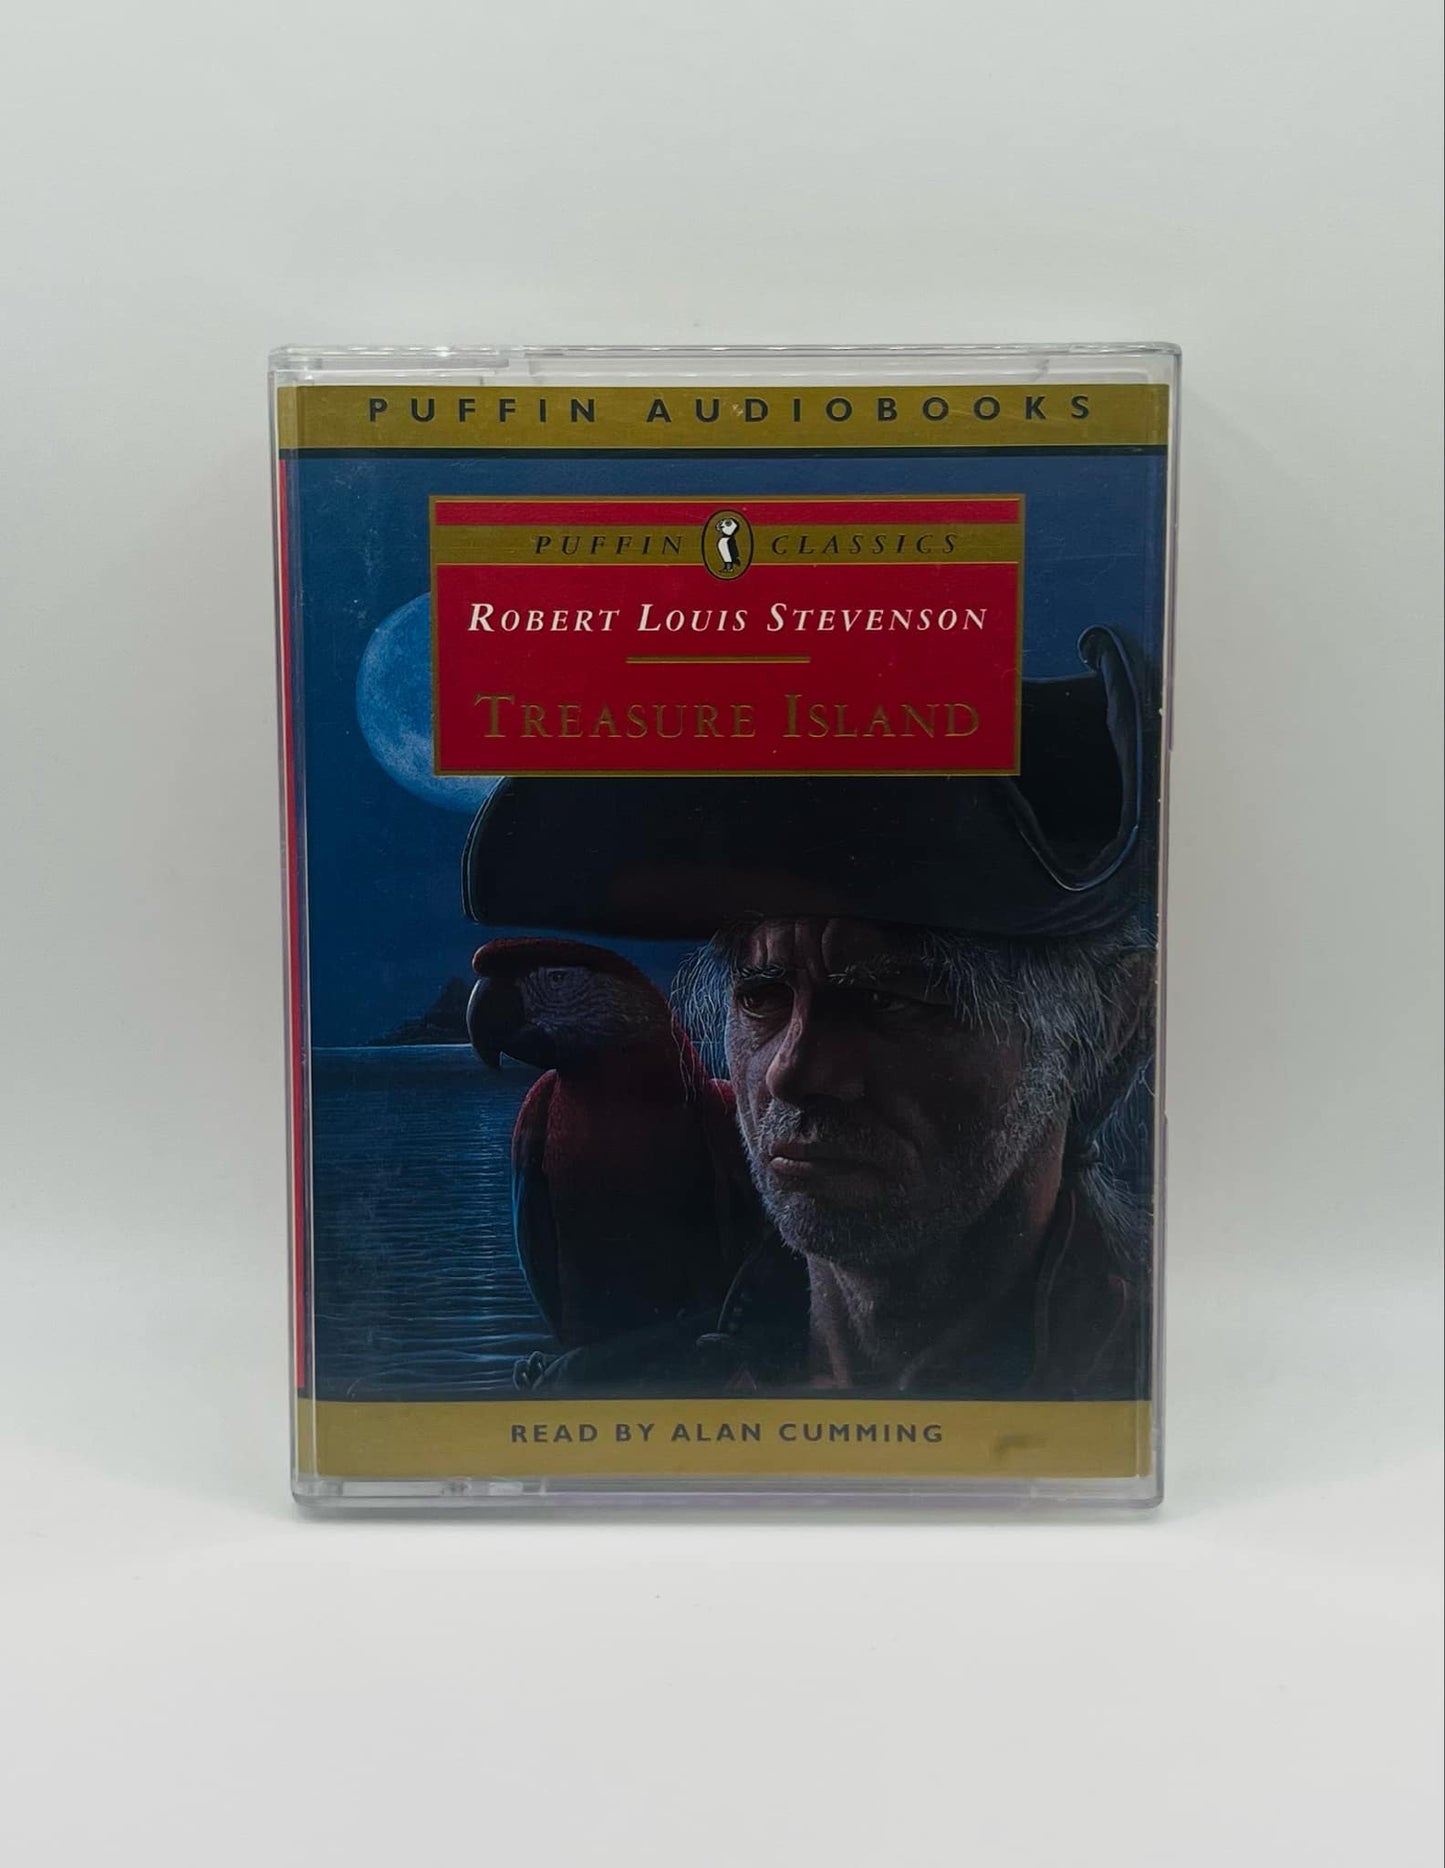 PUFFIN AUDIOBOOKS
PUFFIN CLASSICS
ROBERT LOUIS STEVENSON
TREASURE ISLAND
READ BY ALAN CUMMING